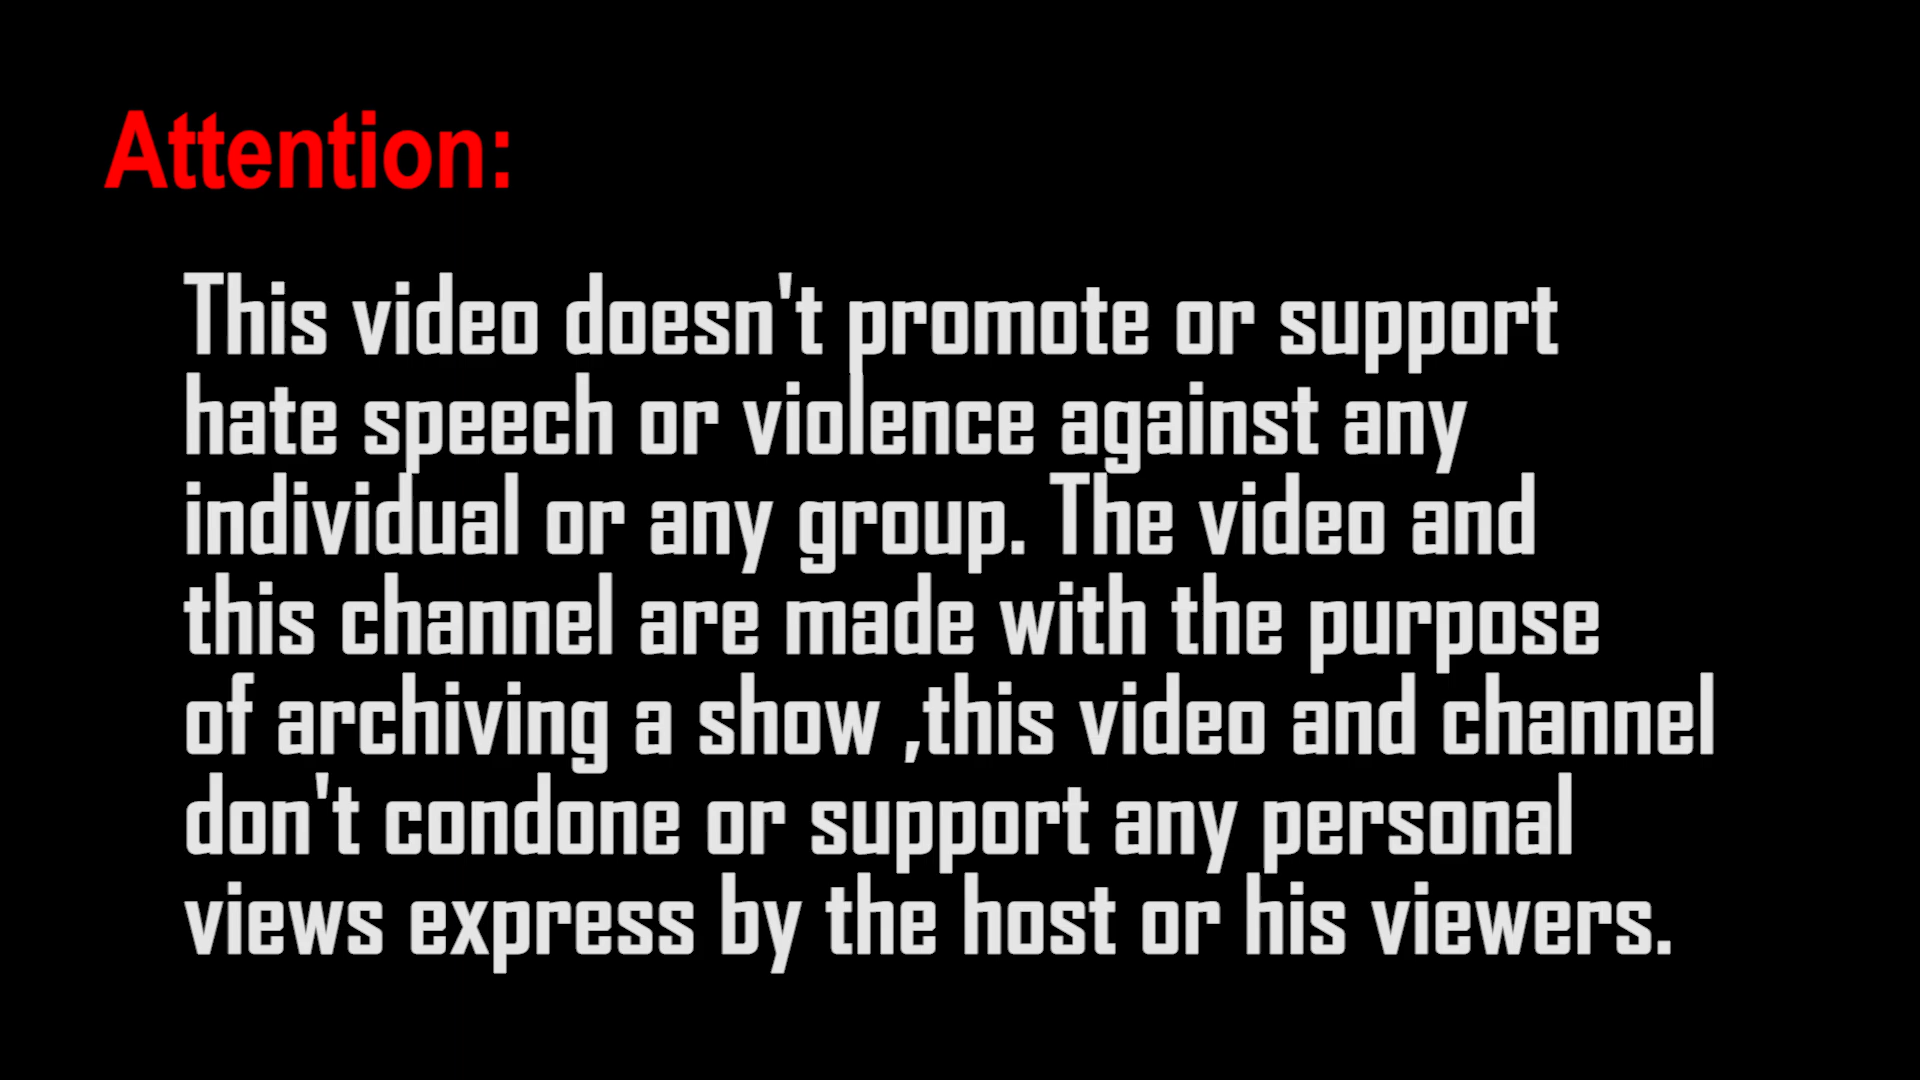 Attention:
This video doesn't promote or support
hate speech or violence against any
individual or any group. The video and
this channel are made with the purpose
of archiving a show ,this video and channel
don't condone or support any personal
views express by the host or his viewers.